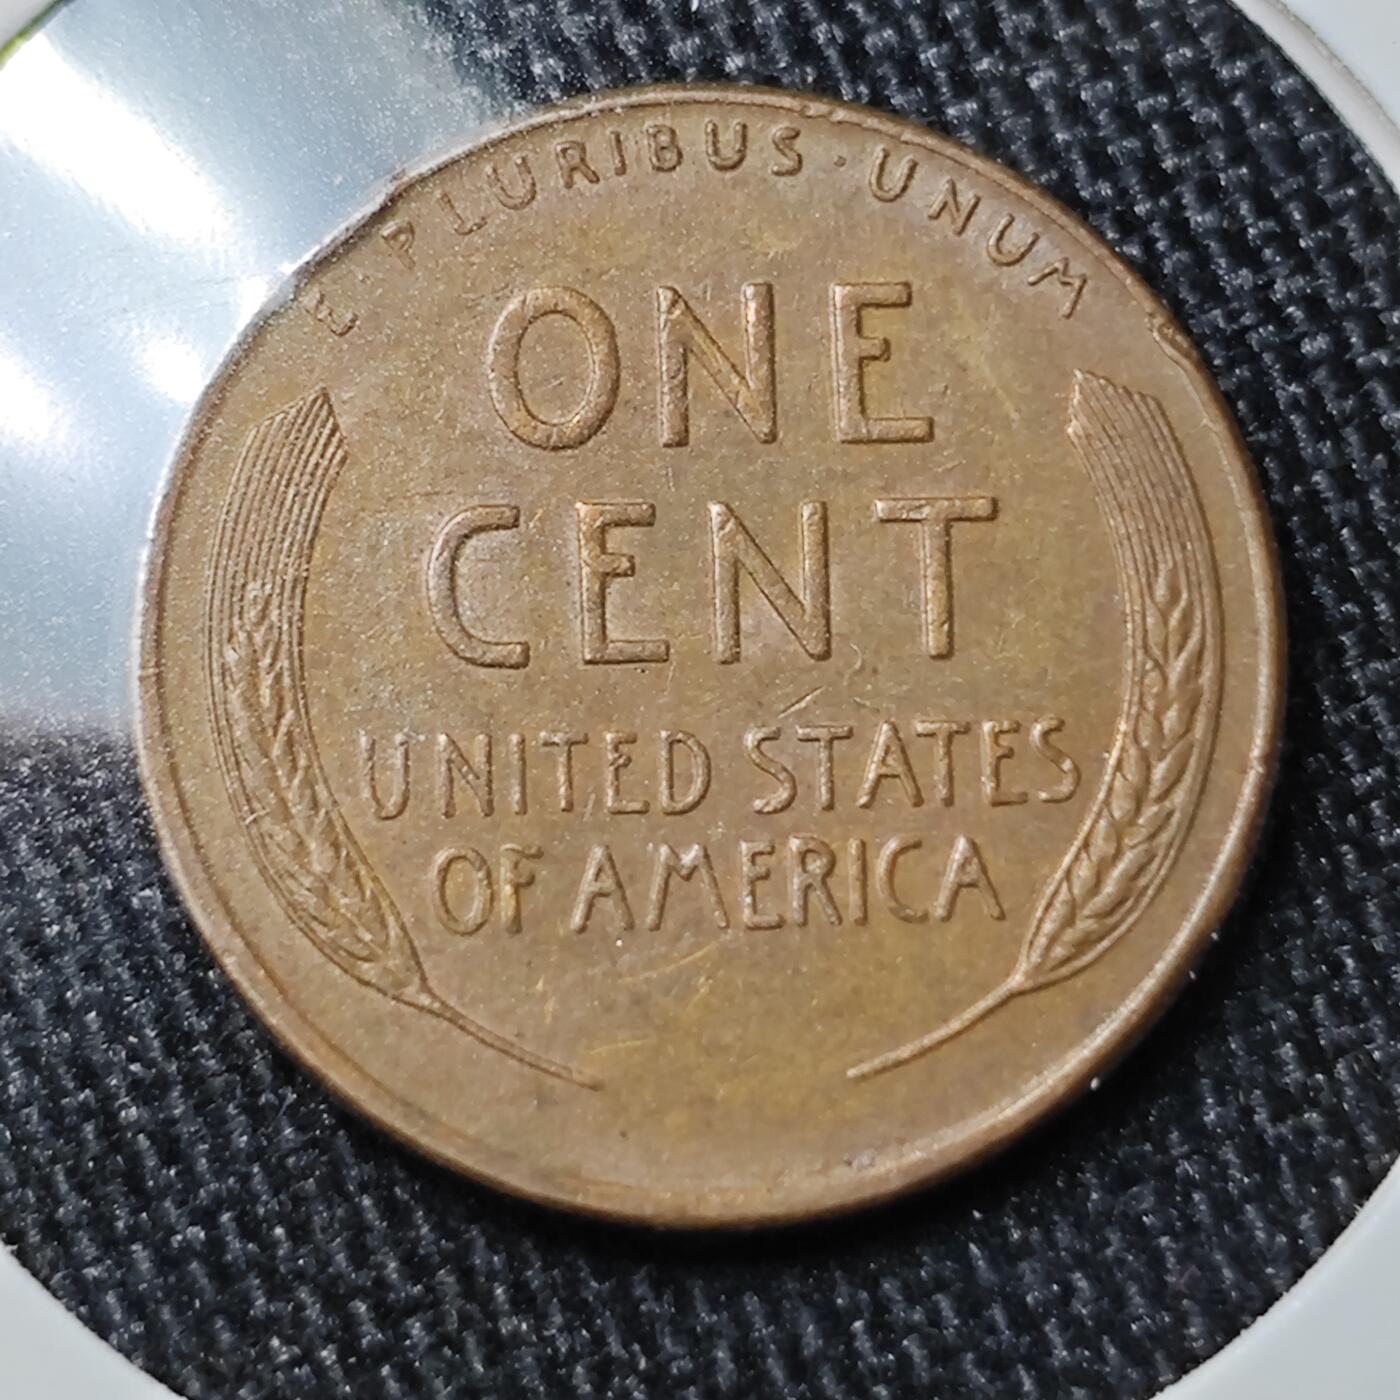 E·PLURIBUS·UNUM
ONE
CENT
UNITED STATES
OF AMERICA